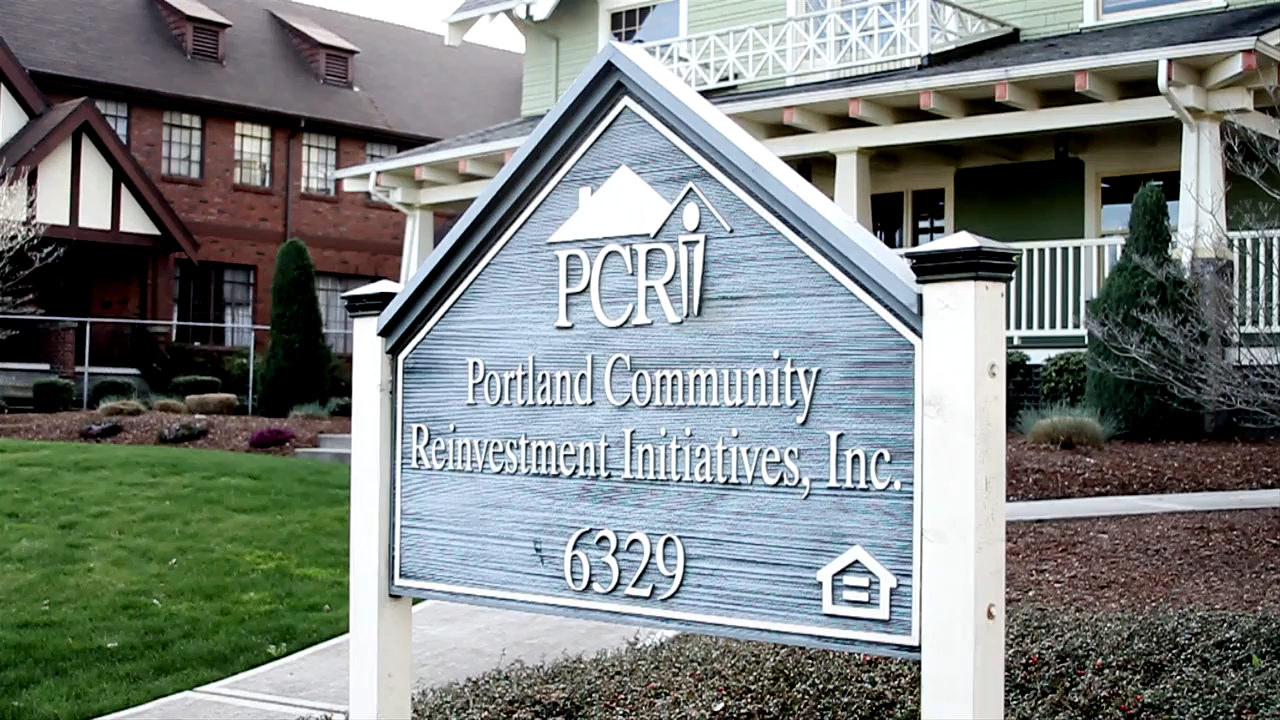 PCRi
Portland Community
Reinvestment Initiatives, Inc.
6329